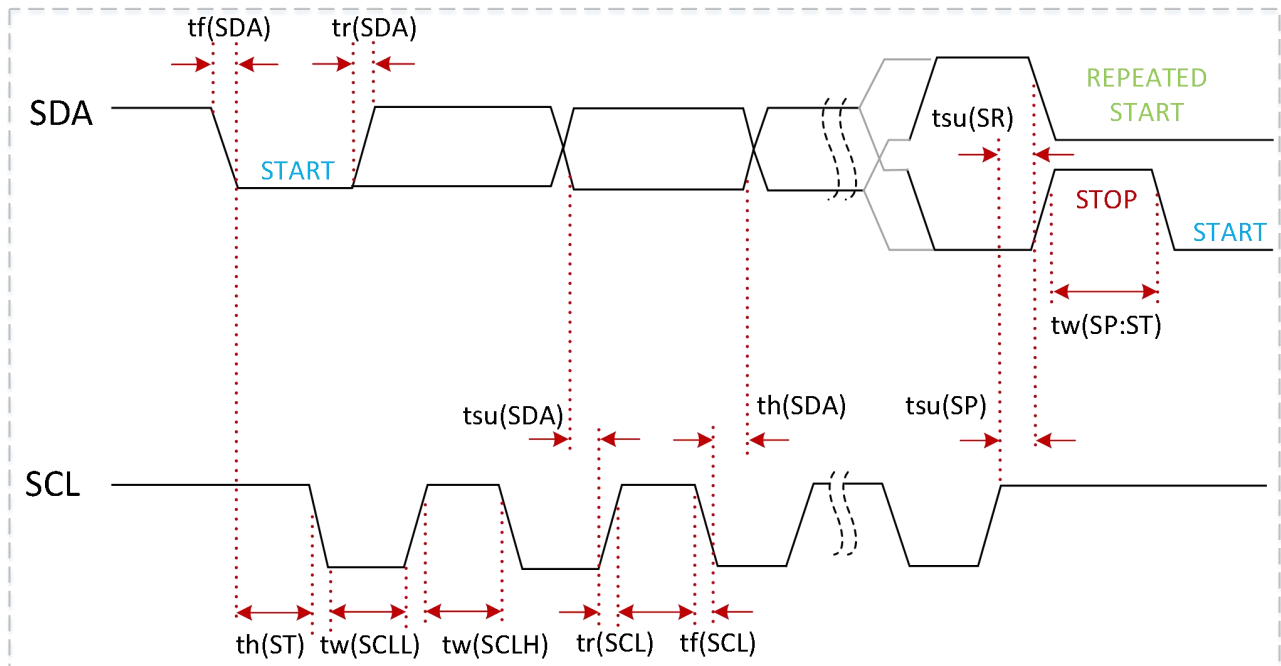 tf(SDA)
tr(SDA)
SDA
START
tsu(SR)
REPEATED
START
STOP
START
tw(SP:ST)
tsu(SDA)
th(SDA)
tsu(SP)
SCL
th(ST)
tw(SCLL)
tw(SCLH)
tr(SCL)
tf(SCL)